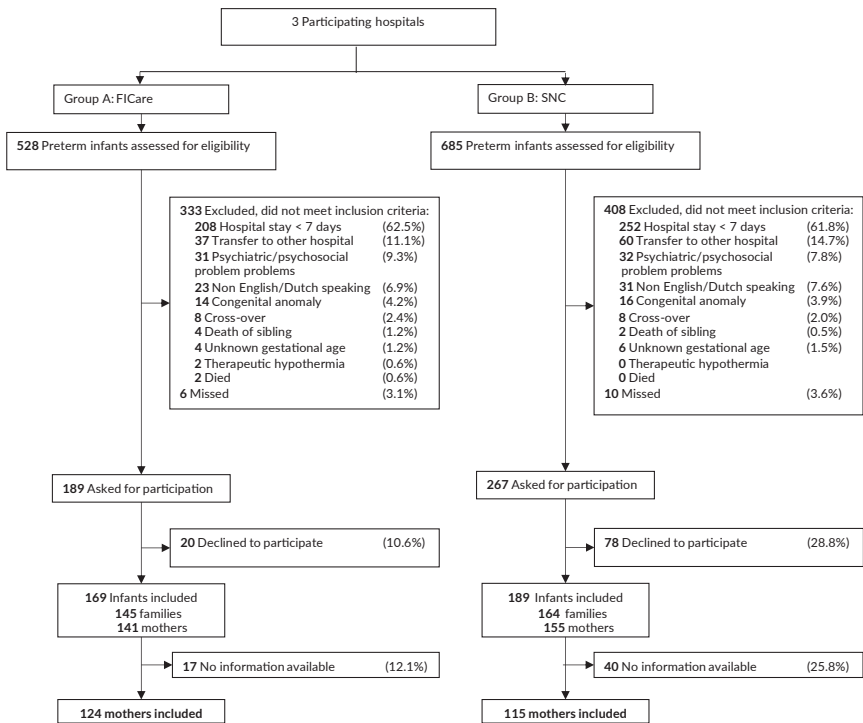 3 Participating hospitals
Group A: FICare
528 Preterm infants assessed for eligibility
333 Excluded, did not meet inclusion criteria:
208 Hospital stay < 7 days (62.5%)
37 Transfer to other hospital (11.1%)
31 Psychiatric/psychosocial (9.3%)
problem problems
23 Non English/Dutch speaking (6.9%)
14 Congenital anomaly (4.2%)
8 Cross-over (2.4%)
4 Death of sibling (1.2%)
4 Unknown gestational age (1.2%)
2 Therapeutic hypothermia (0.6%)
2 Died (0.6%)
6 Missed (3.1%)
189 Asked for participation
20 Declined to participate (10.6%)
169 Infants included
145 families
141 mothers
17 No information available (12.1%)
124 mothers included
Group B: SNC
685 Preterm infants assessed for eligibility
408 Excluded, did not meet inclusion criteria:
252 Hospital stay < 7 days (61.8%)
60 Transfer to other hospital (14.7%)
32 Psychiatric/psychosocial (7.8%)
problem problems
31 Non English/Dutch speaking (7.6%)
16 Congenital anomaly (3.9%)
8 Cross-over (2.0%)
2 Death of sibling (0.5%)
6 Unknown gestational age (1.5%)
0 Therapeutic hypothermia
0 Died
10 Missed (3.6%)
267 Asked for participation
78 Declined to participate (28.8%)
189 Infants included
164 families
155 mothers
40 No information available (25.8%)
115 mothers included